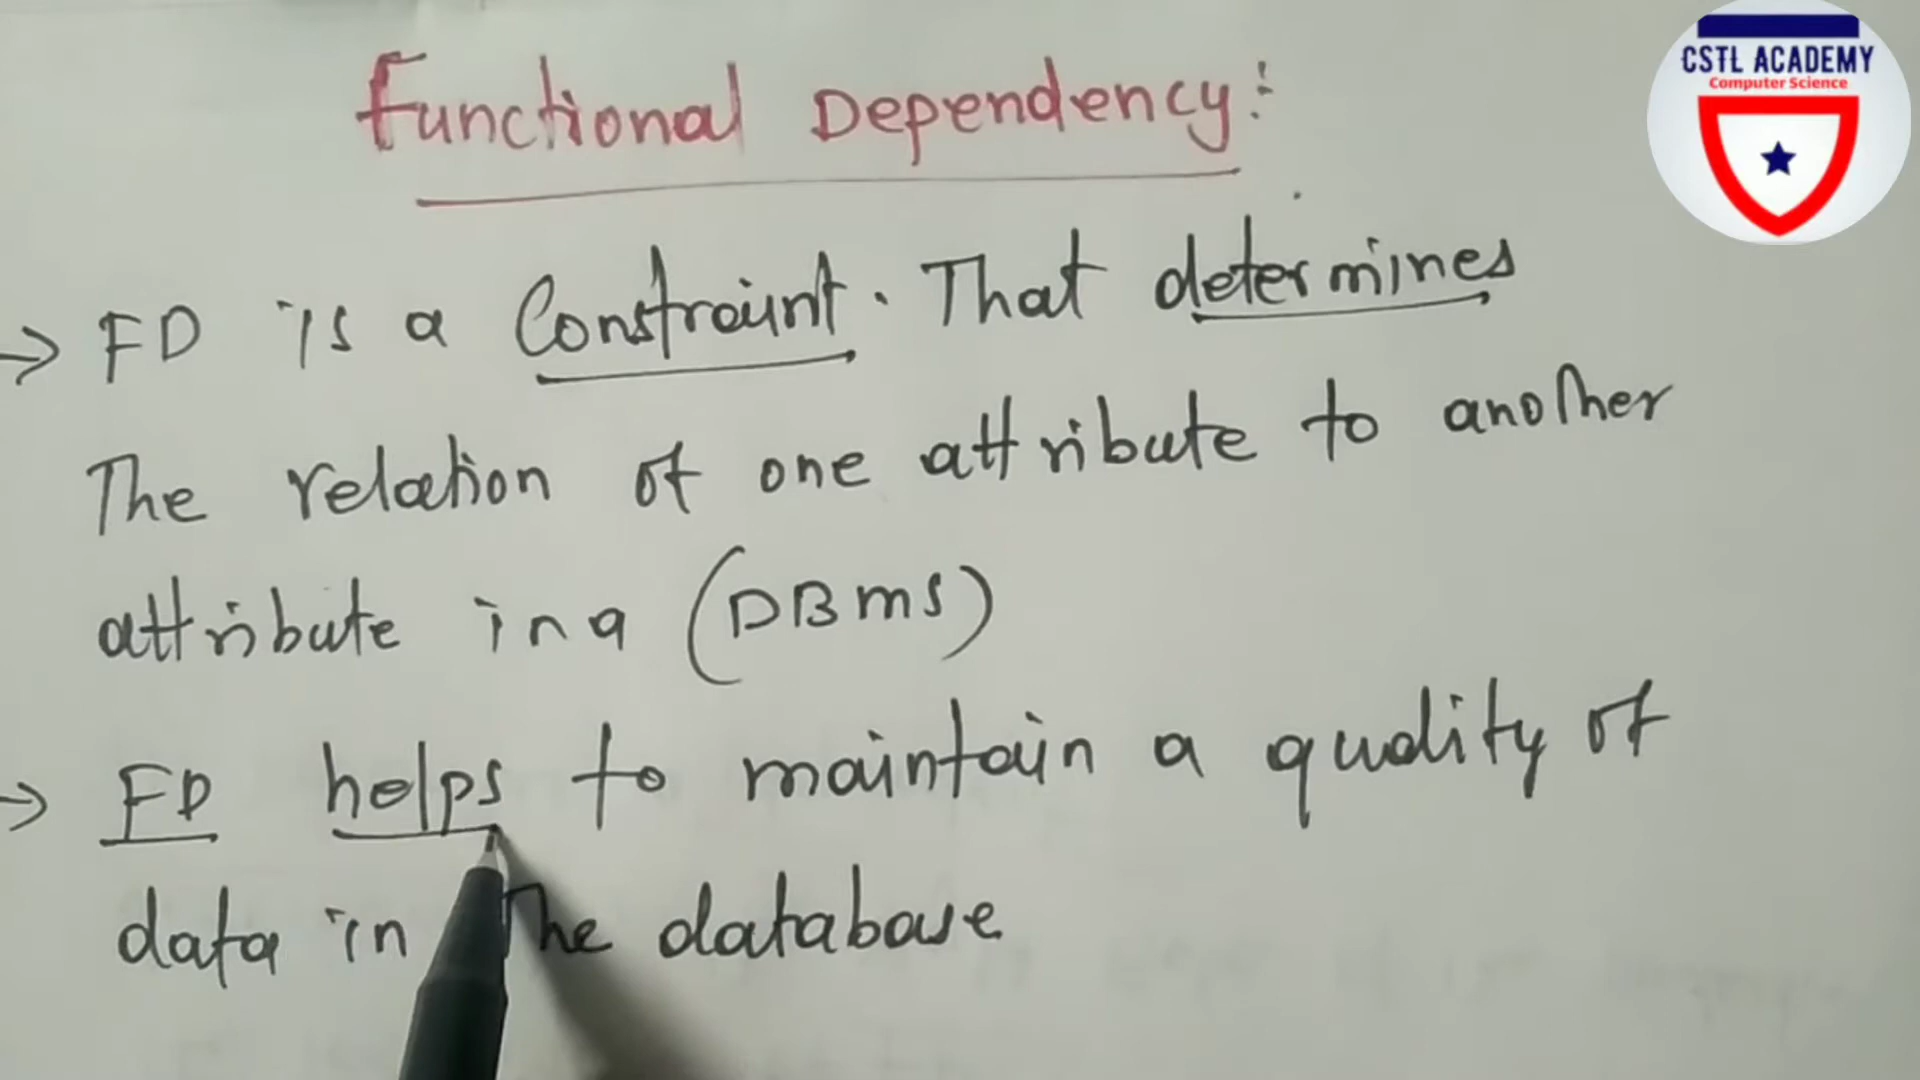 Functional Dependency:-
CSTL ACADEMY
Computer Science
→ FD is a Constraint. That determines
The relation of one attribute to another
attribute in a (DBMS)
→ FD helps to maintain a quality of
data in The database